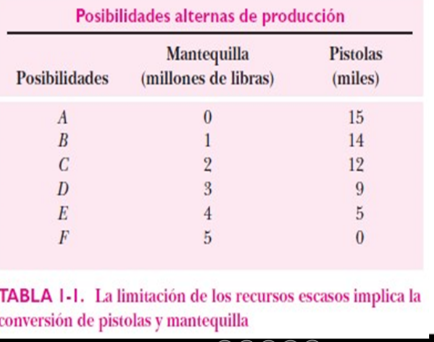 Posibilidades alternas de producción
Mantequilla Pistolas
Posibilidades (millones de libras) (miles)
A 0 15
B 1 14
C 2 12
D 3 9
E 4 5
F 5 0
TABLA 1-1. La limitación de los recursos escasos implica la
conversión de pistolas y mantequilla